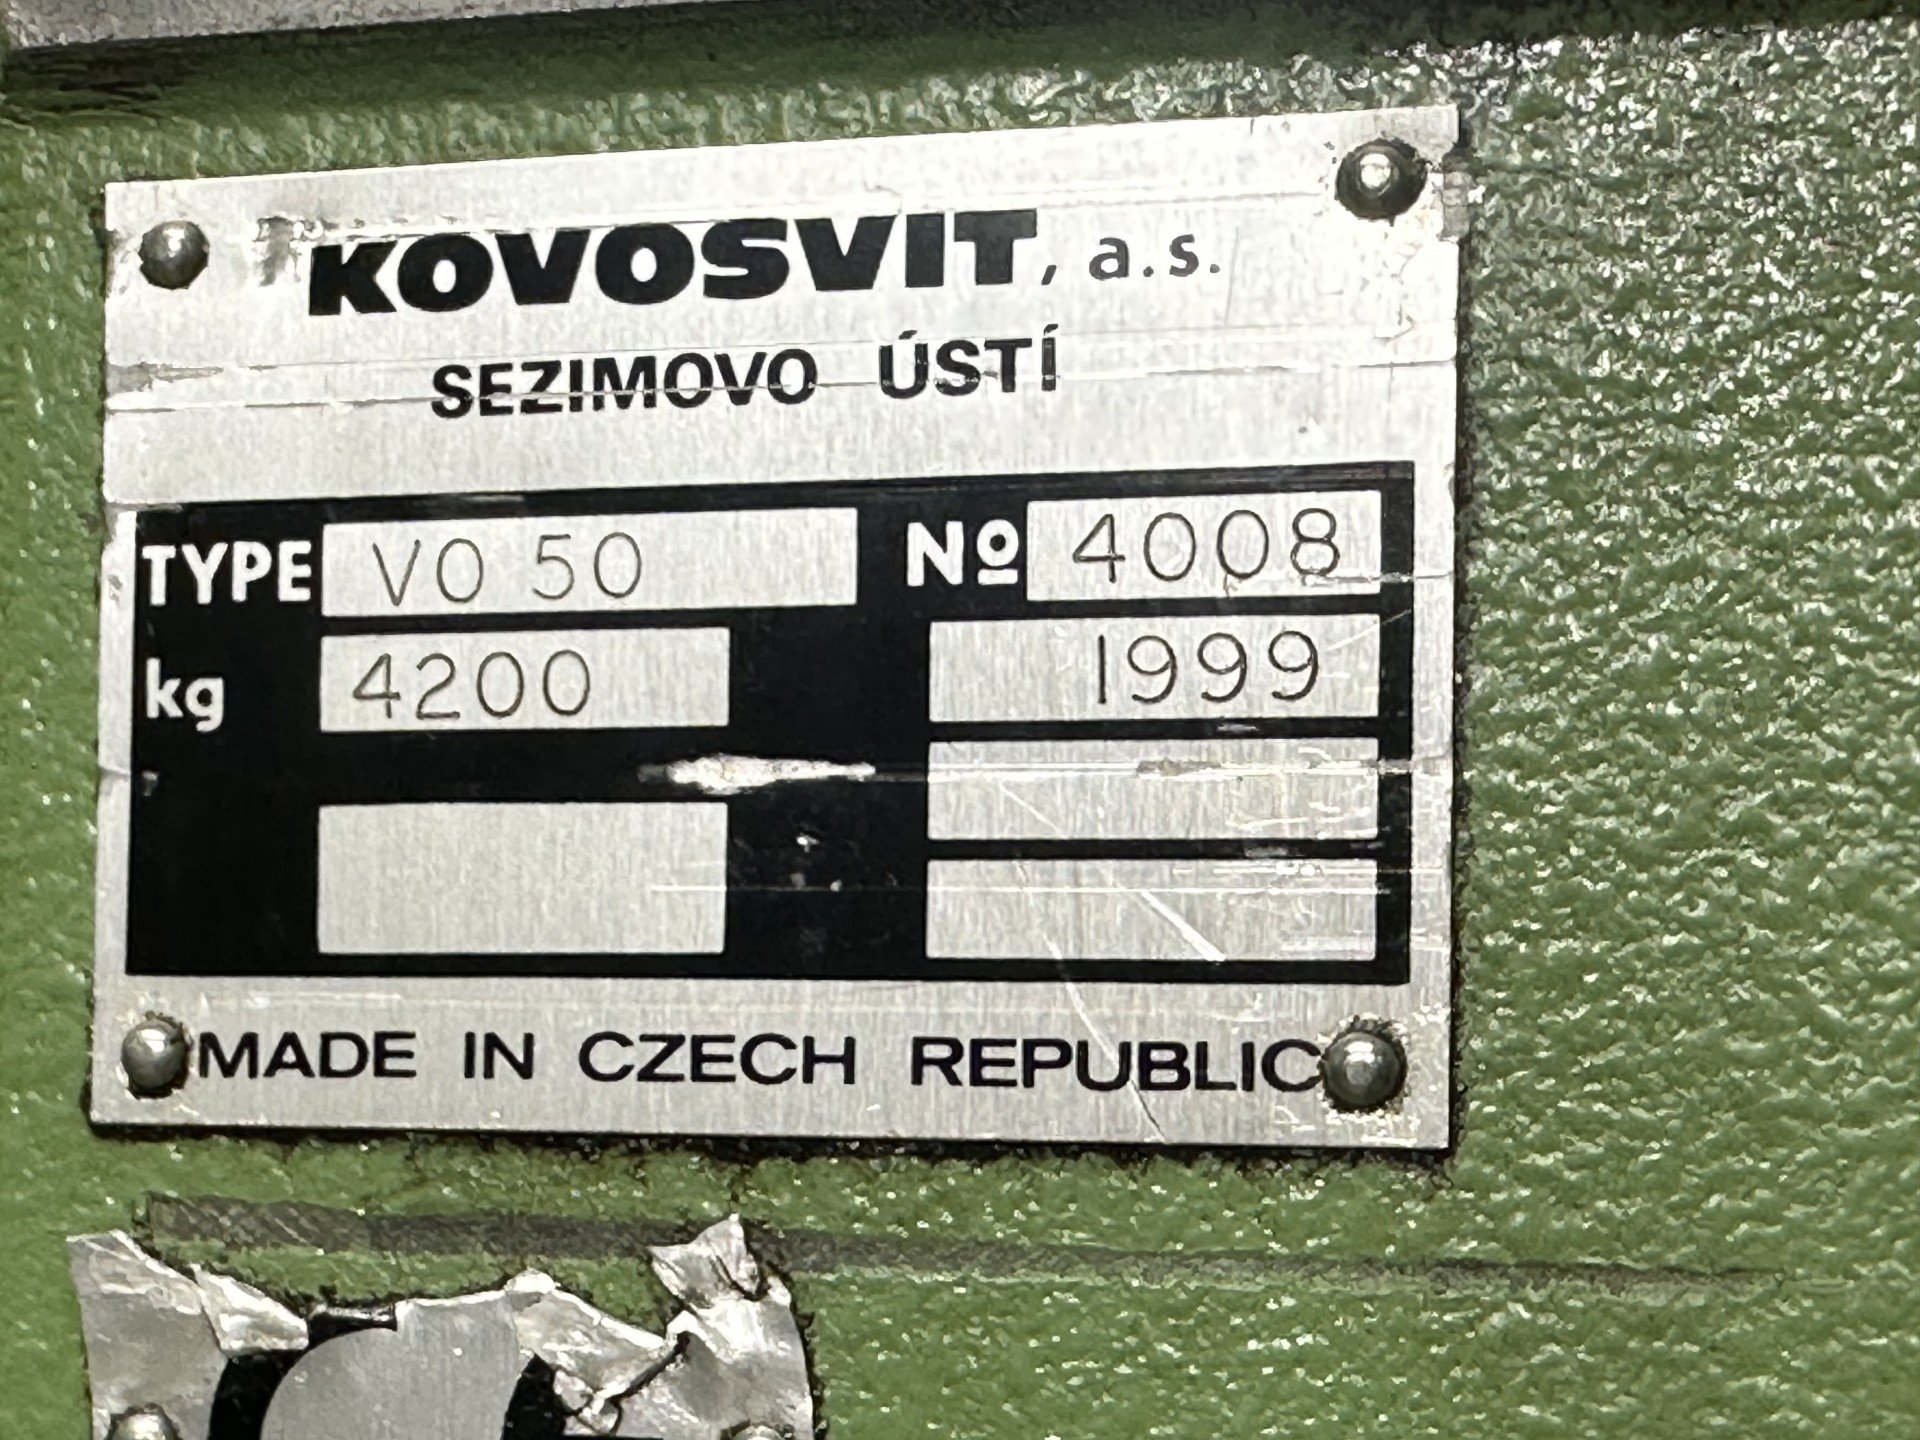 KOVOSVIT, a.s.
SEZIMOVO ÚSTÍ
TYPE VO 50 Nº 4008
kg 4200 1999
MADE IN CZECH REPUBLIC